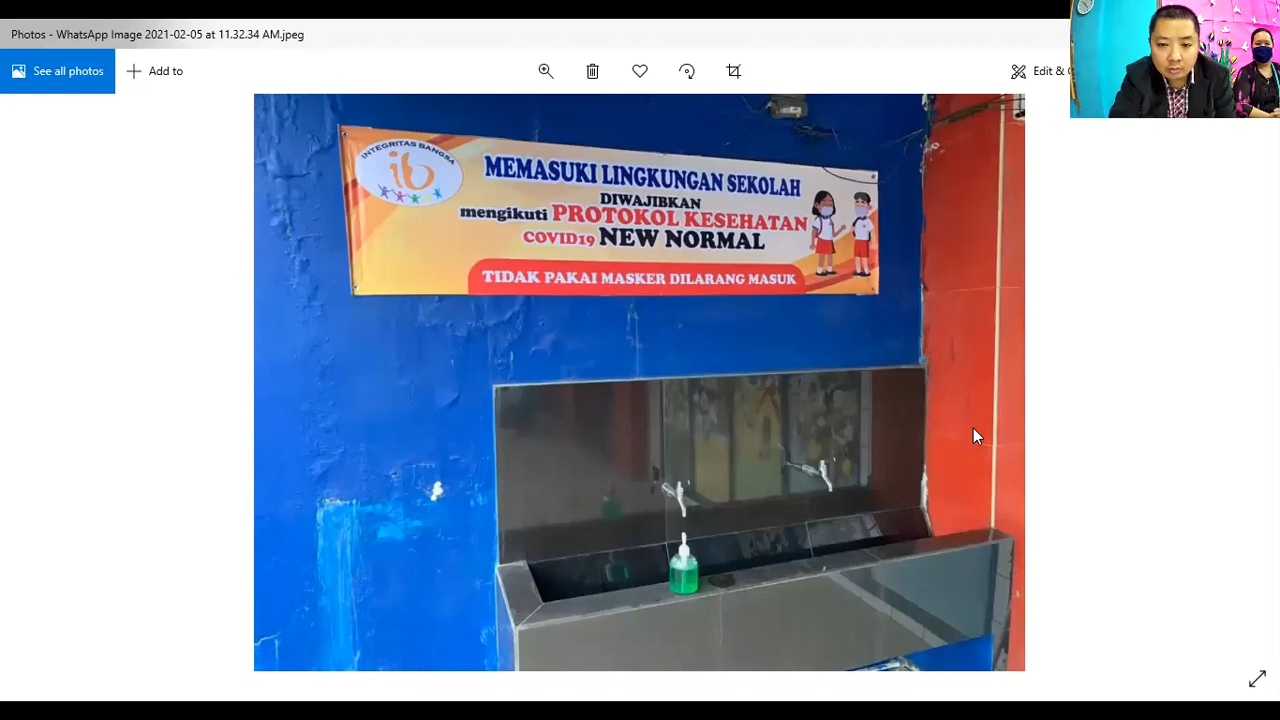 Photos - WhatsApp Image 2021-02-05 at 11.32.34 AM.jpeg
See all photos
Add to
Edit &
INTEGRITAS BANGSA
ib
MEMASUKI LINGKUNGAN SEKOLAH
DIWAJIBKAN
mengikuti PROTOKOL KESEHATAN
COVID19 NEW NORMAL
TIDAK PAKAI MASKER DILARANG MASUK